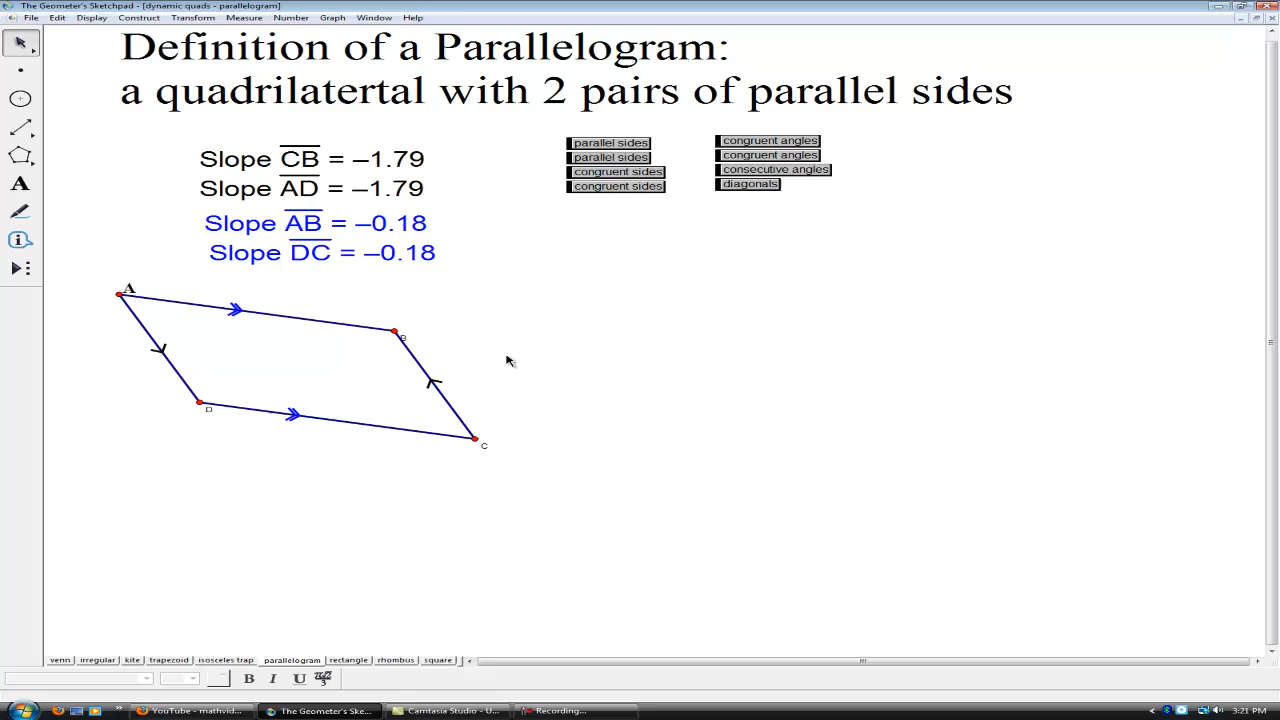 The Geometer's Sketchpad - [dynamic quads - parallelogram]
File Edit Display Construct Transform Measure Number Graph Window Help
Definition of a Parallelogram:
a quadrilatertal with 2 pairs of parallel sides
Slope CB = –1.79
Slope AD = –1.79
Slope AB = –0.18
Slope DC = –0.18
parallel sides
parallel sides
congruent sides
congruent sides
congruent angles
congruent angles
consecutive angles
diagonals
A
B
D
C
venn irregular kite trapezoid isosceles trap parallelogram rectangle rhombus square
B I U
YouTube - mathvid... The Geometer's Ske... Camtasia Studio - U... Recording... 3:21 PM